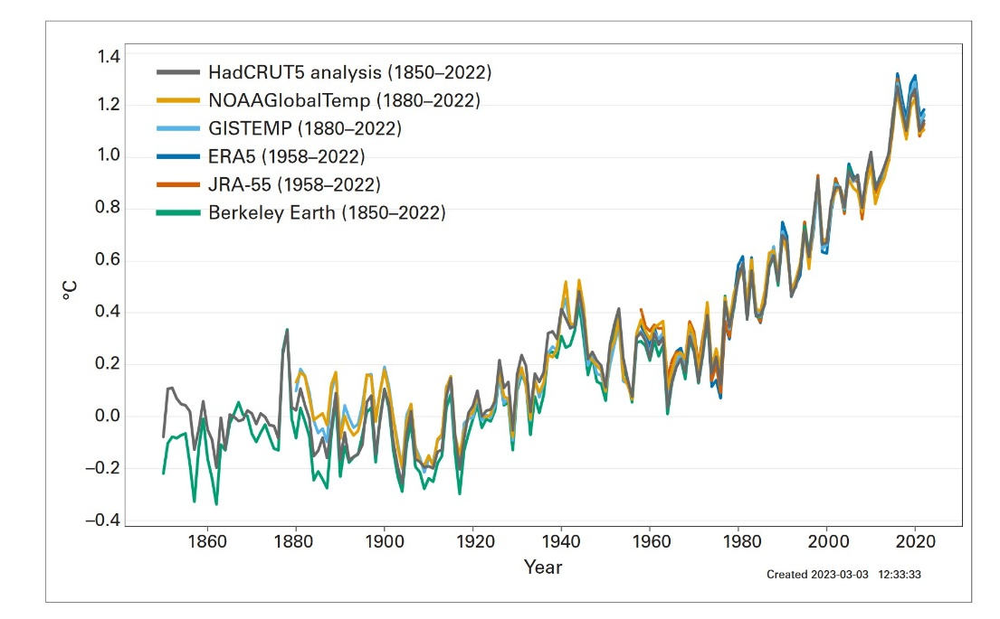 1.4
HadCRUT5 analysis (1850–2022)
NOAAGlobalTemp (1880–2022)
1.2
GISTEMP (1880–2022)
1.0
ERA5 (1958–2022)
JRA-55 (1958–2022)
0.8
Berkeley Earth (1850–2022)
0.6
°C
0.4
0.2
0.0
–0.2
–0.4
1860 1880 1900 1920 1940 1960 1980 2000 2020
Year
Created 2023-03-03 12:33:33